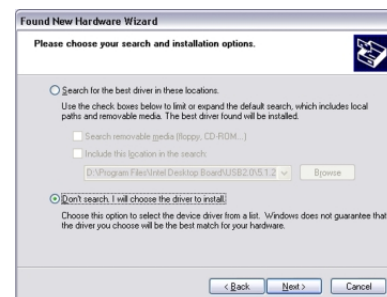 Found New Hardware Wizard
Please choose your search and installation options.
Search for the best driver in these locations.
Use the check boxes below to limit or expand the default search, which includes local
paths and removable media. The best driver found will be installed.
Search removable media (floppy, CD-ROM...)
Include this location in the search:
D:\Program Files\Intel Desktop Board\USB2.0\5.1.2
Browse
Don't search. I will choose the driver to install.
Choose this option to select the device driver from a list. Windows does not guarantee that
the driver you choose will be the best match for your hardware.
< Back Next > Cancel